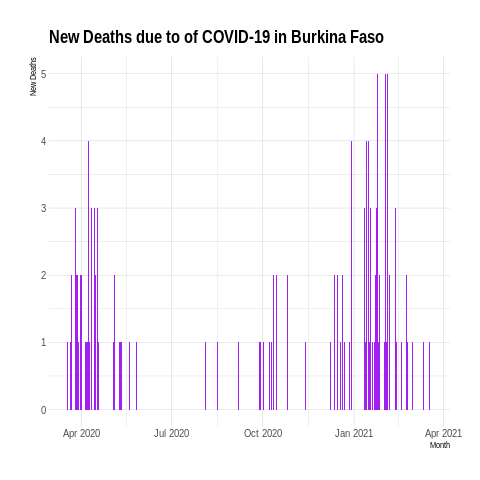 New Deaths due to of COVID-19 in Burkina Faso
New Deaths
5
4
3
2
1
0
Apr 2020 Jul 2020 Oct 2020 Jan 2021 Apr 2021
Month